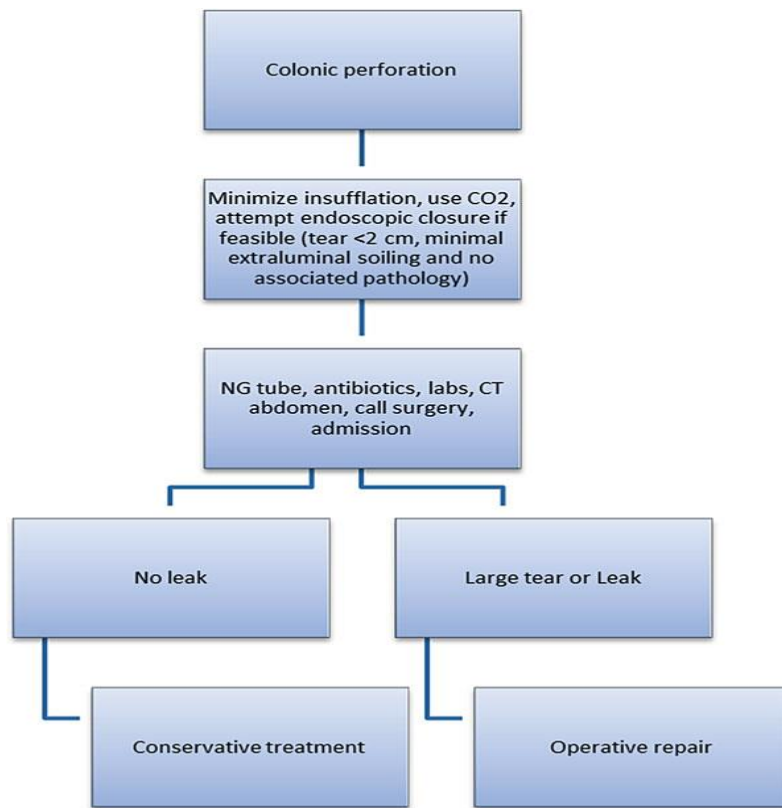 Colonic perforation
Minimize insufflation, use CO2,
attempt endoscopic closure if
feasible (tear <2 cm, minimal
extraluminal soiling and no
associated pathology)
NG tube, antibiotics, labs, CT
abdomen, call surgery,
admission
No leak
Large tear or Leak
Conservative treatment
Operative repair